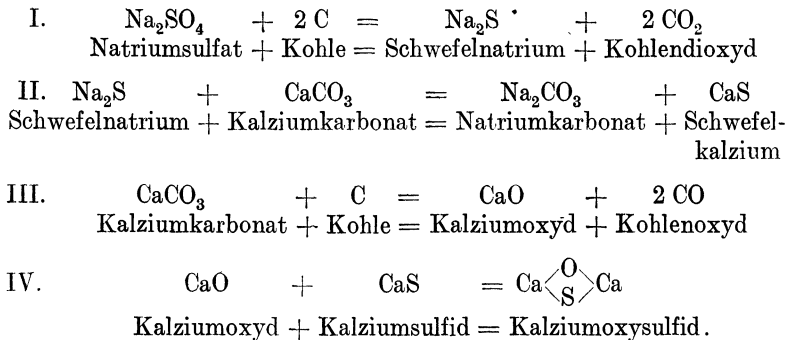 I. Na₂SO₄ + 2 C = Na₂S + 2 CO₂
Natriumsulfat + Kohle = Schwefelnatrium + Kohlendioxyd
II. Na₂S + CaCO₃ = Na₂CO₃ + CaS
Schwefelnatrium + Kalziumkarbonat = Natriumkarbonat + Schwefel-
kalzium
III. CaCO₃ + C = CaO + 2 CO
Kalziumkarbonat + Kohle = Kalziumoxyd + Kohlenoxyd
IV. CaO + CaS = Ca<O S>Ca
Kalziumoxyd + Kalziumsulfid = Kalziumoxysulfid.